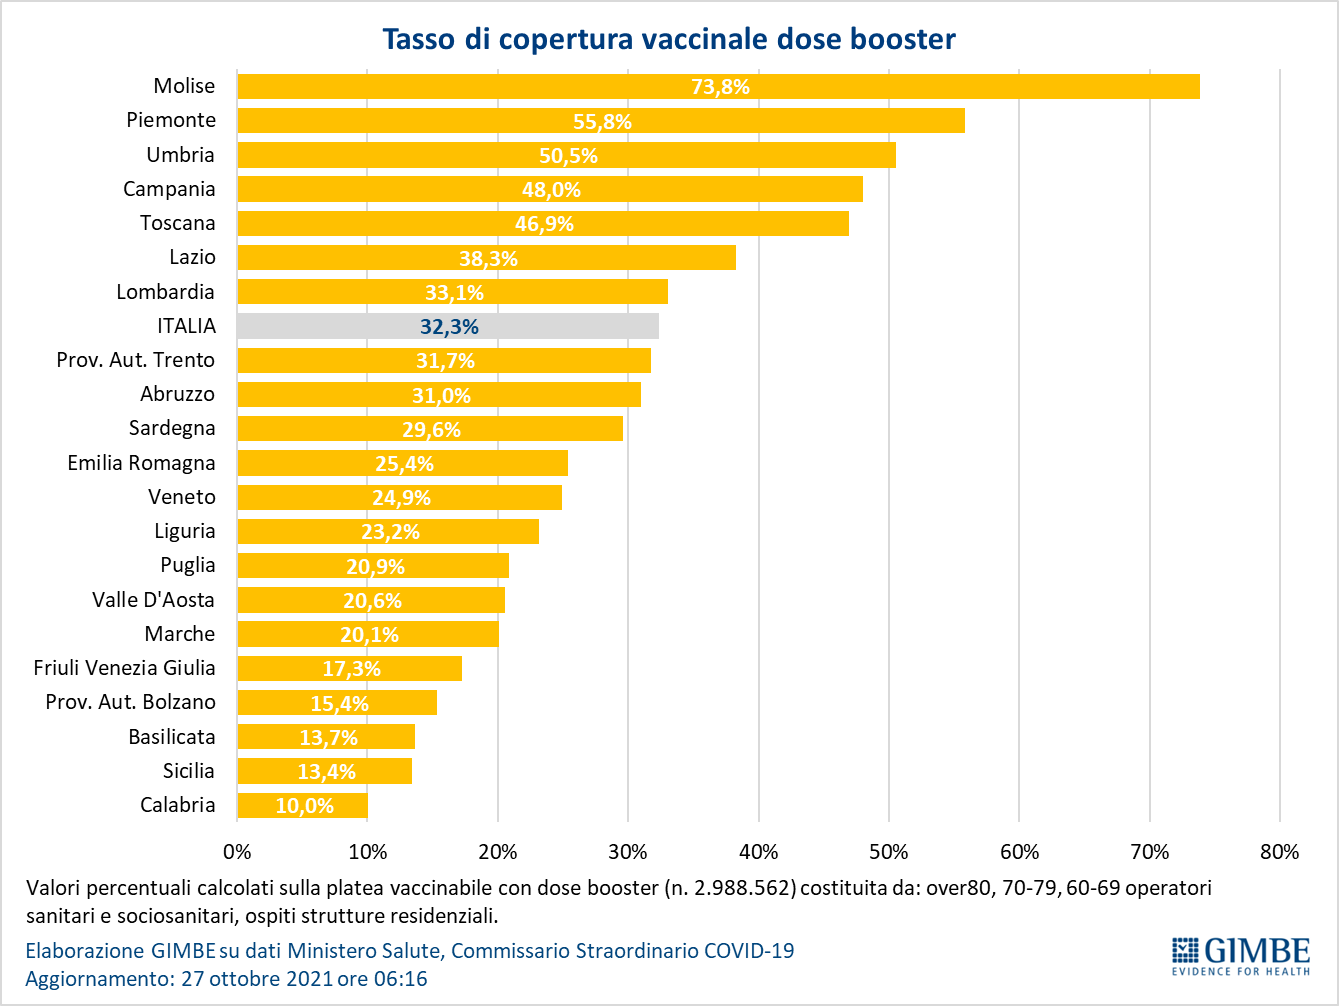 Tasso di copertura vaccinale dose booster
Molise 73,8%
Piemonte 55,8%
Umbria 50,5%
Campania 48,0%
Toscana 46,9%
Lazio 38,3%
Lombardia 33,1%
ITALIA 32,3%
Prov. Aut. Trento 31,7%
Abruzzo 31,0%
Sardegna 29,6%
Emilia Romagna 25,4%
Veneto 24,9%
Liguria 23,2%
Puglia 20,9%
Valle D'Aosta 20,6%
Marche 20,1%
Friuli Venezia Giulia 17,3%
Prov. Aut. Bolzano 15,4%
Basilicata 13,7%
Sicilia 13,4%
Calabria 10,0%
0% 10% 20% 30% 40% 50% 60% 70% 80%
Valori percentuali calcolati sulla platea vaccinabile con dose booster (n. 2.988.562) costituita da: over80, 70-79, 60-69 operatori
sanitari e sociosanitari, ospiti strutture residenziali.
Elaborazione GIMBE su dati Ministero Salute, Commissario Straordinario COVID-19
Aggiornamento: 27 ottobre 2021 ore 06:16
GIMBE
EVIDENCE FOR HEALTH